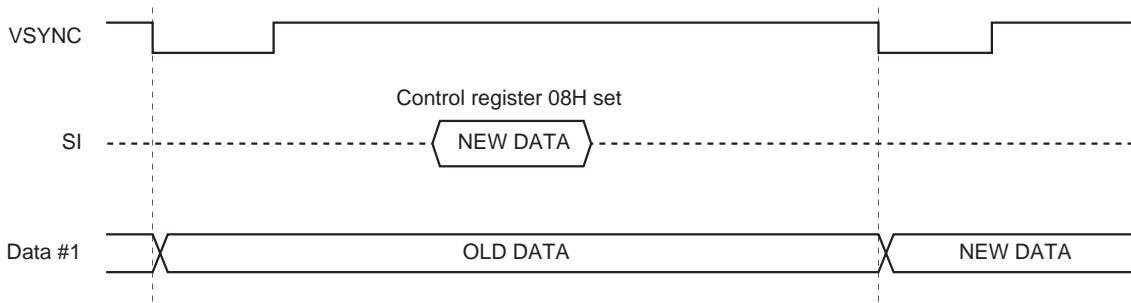 VSYNC
Control register 08H set
SI
NEW DATA
Data #1
OLD DATA
NEW DATA